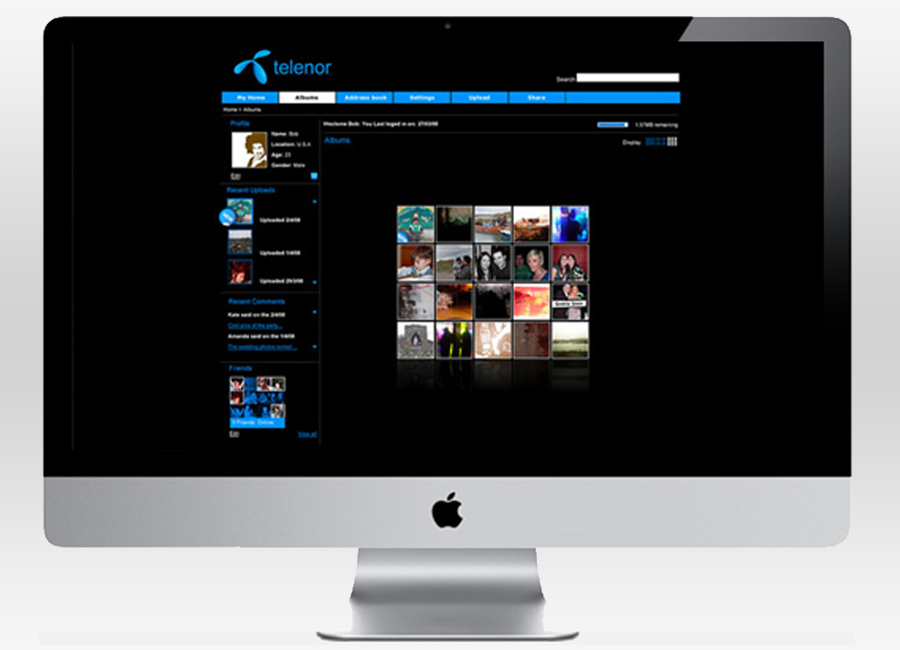 telenor
Search
My Home Albums Address book Settings Upload Share
Home > Albums
Profile
Welcome Bob: You Last loged in on: 27/03/08
1.57MB remaining
Name: Bob
Location: U.S.A
Age: 23
Gender: Male
Edit
Albums
Display
Recent Uploads
Uploaded 2/4/08
Uploaded 1/4/08
Uploaded 29/3/08
Recent Comments
Kate said on the 2/4/08
Cool pics of the party...
Amanda said on the 1/4/08
The wedding photos turned ...
Friends
3 Friends Online
Edit
View all